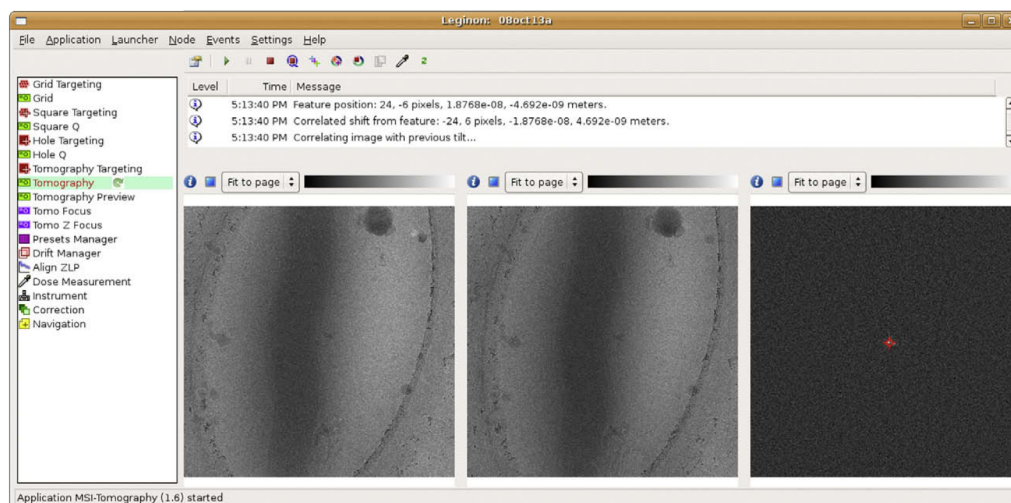 Leginon: 08oct13a
File Application Launcher Node Events Settings Help
Grid Targeting
Grid
Square Targeting
Square Q
Hole Targeting
Hole Q
Tomography Targeting
Tomography
Tomography Preview
Tomo Focus
Tomo Z Focus
Presets Manager
Drift Manager
Align ZLP
Dose Measurement
Instrument
Correction
Navigation
Level Time Message
5:13:40 PM Feature position: 24, -6 pixels, 1.8768e-08, -4.692e-09 meters.
5:13:40 PM Correlated shift from feature: -24, 6 pixels, -1.8768e-08, 4.692e-09 meters.
5:13:40 PM Correlating image with previous tilt...
Fit to page Fit to page Fit to page
Application MSI-Tomography (1.6) started